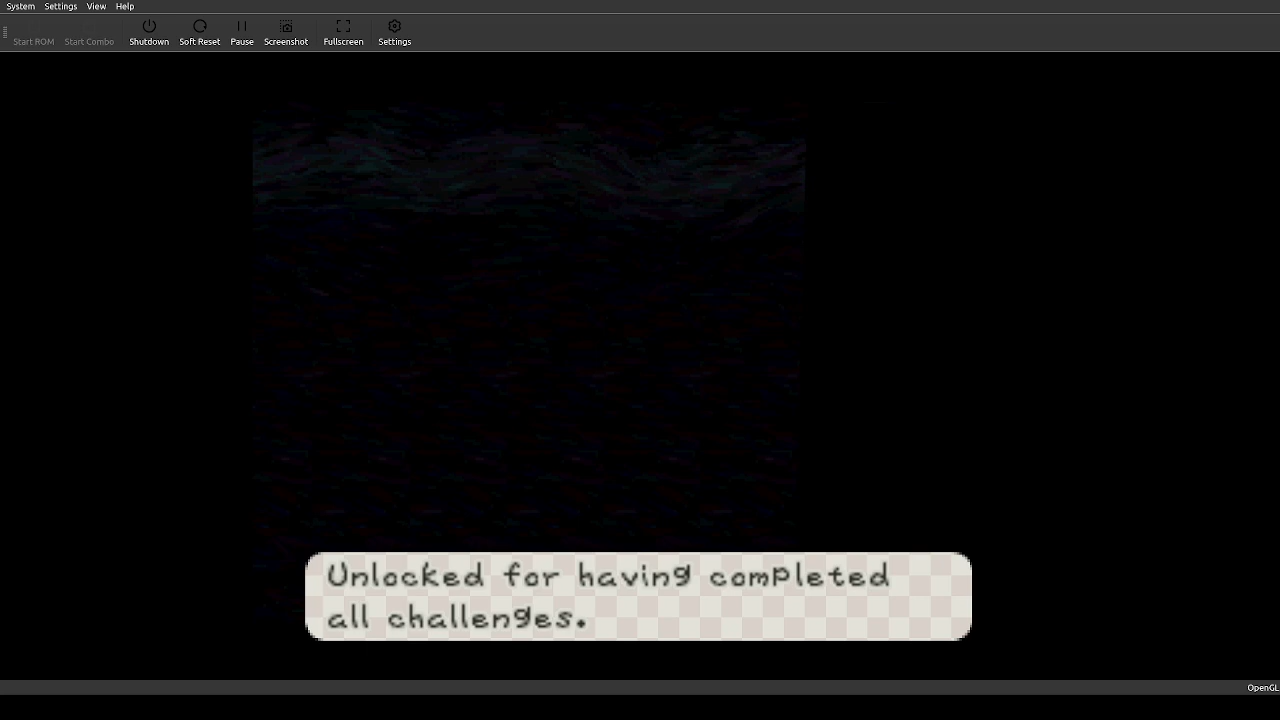 System Settings View Help
Start ROM Start Combo Shutdown Soft Reset Pause Screenshot Fullscreen Settings
Unlocked for having completed
all challenges.
OpenGL